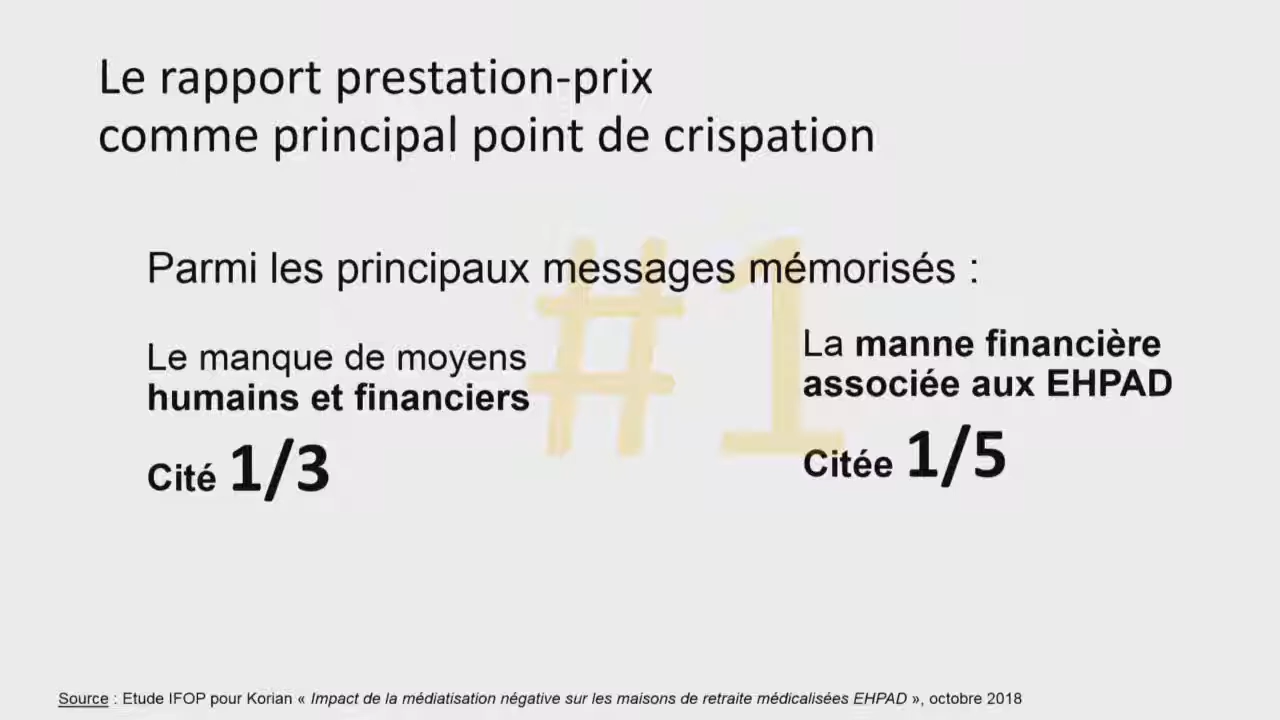 Le rapport prestation-prix
comme principal point de crispation
#1
Parmi les principaux messages mémorisés :
Le manque de moyens
humains et financiers
Cité 1/3
La manne financière
associée aux EHPAD
Citée 1/5
Source : Etude IFOP pour Korian « Impact de la médiatisation négative sur les maisons de retraite médicalisées EHPAD », octobre 2018